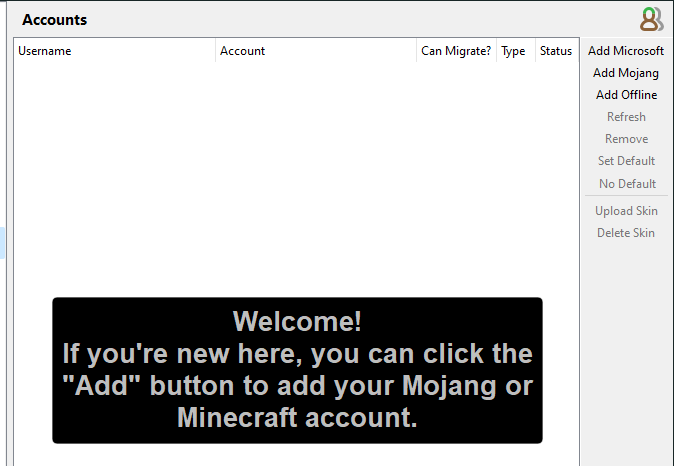 Accounts
Username Account Can Migrate? Type Status
Add Microsoft
Add Mojang
Add Offline
Refresh
Remove
Set Default
No Default
Upload Skin
Delete Skin
Welcome!
If you're new here, you can click the
"Add" button to add your Mojang or
Minecraft account.